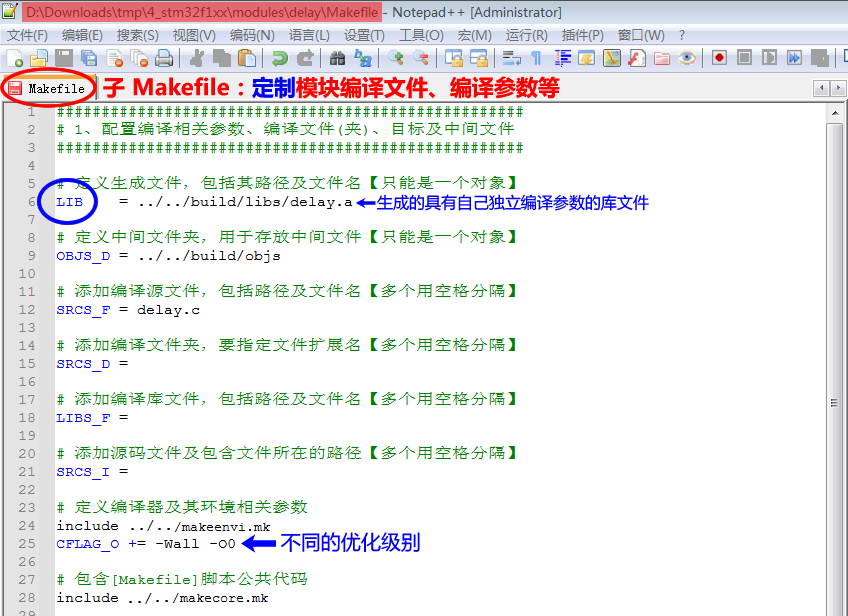 D:\Downloads\tmp\4_stm32f1xx\modules\delay\Makefile - Notepad++ [Administrator]
文件(F) 编辑(E) 搜索(S) 视图(V) 编码(N) 语言(L) 设置(T) 工具(O) 宏(M) 运行(R) 插件(P) 窗口(W) ?
Makefile 子 Makefile：定制模块编译文件、编译参数等
1 ####################################################
2 # 1、配置编译相关参数、编译文件(夹)、目标及中间文件
3 ####################################################
4
5 # 定义生成文件，包括其路径及文件名【只能是一个对象】
6 LIB = ../../build/libs/delay.a 生成的具有自己独立编译参数的库文件
7
8 # 定义中间文件夹，用于存放中间文件【只能是一个对象】
9 OBJS_D = ../../build/objs
10
11 # 添加编译源文件，包括路径及文件名【多个用空格分隔】
12 SRCS_F = delay.c
13
14 # 添加编译文件夹，要指定文件扩展名【多个用空格分隔】
15 SRCS_D =
16
17 # 添加编译库文件，包括路径及文件名【多个用空格分隔】
18 LIBS_F =
19
20 # 添加源码文件及包含文件所在的路径【多个用空格分隔】
21 SRCS_I =
22
23 # 定义编译器及其环境相关参数
24 include ../../makeenvi.mk
25 CFLAG_O += -Wall -O0 不同的优化级别
26
27 # 包含[Makefile]脚本公共代码
28 include ../../makecore.mk
29